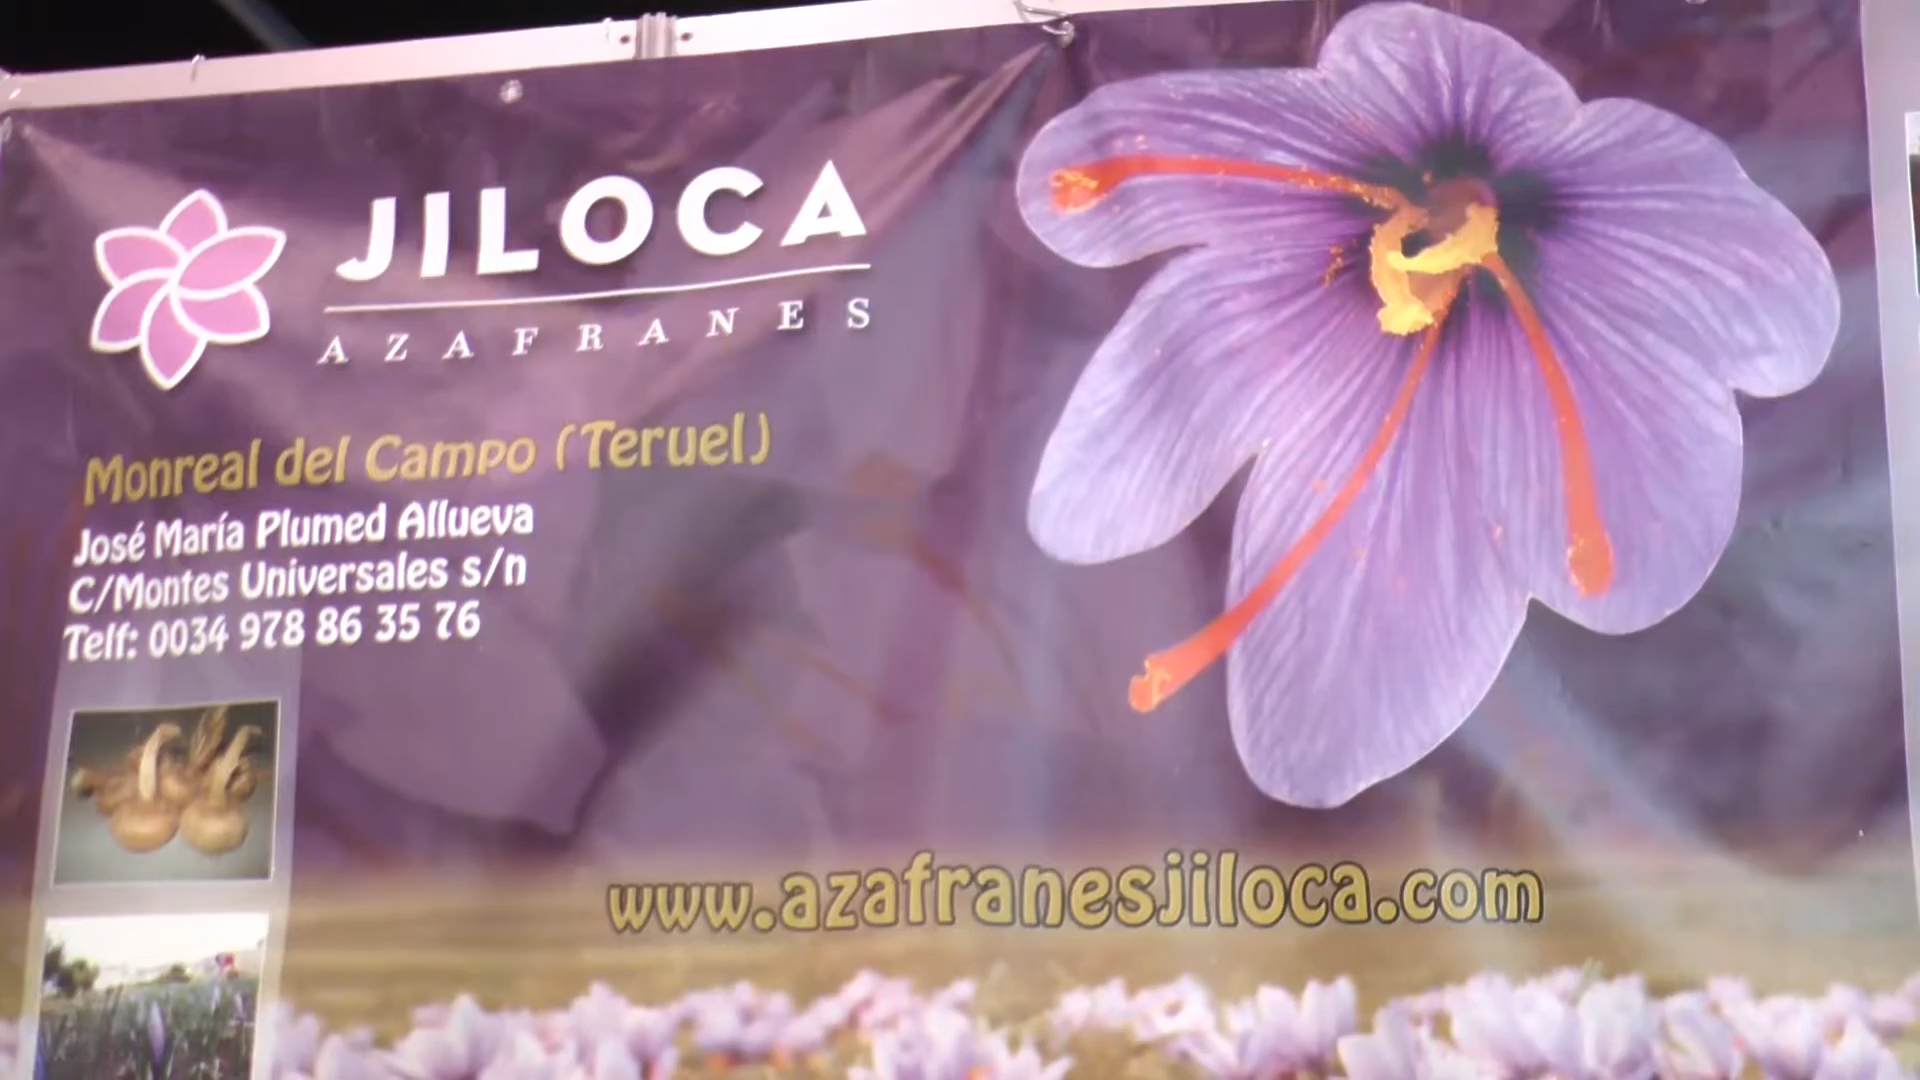 JILOCA
AZAFRANES
Monreal del Campo (Teruel)
José María Plumed Allueva
C/Montes Universales s/n
Telf: 0034 978 86 35 76
www.azafranesjiloca.com